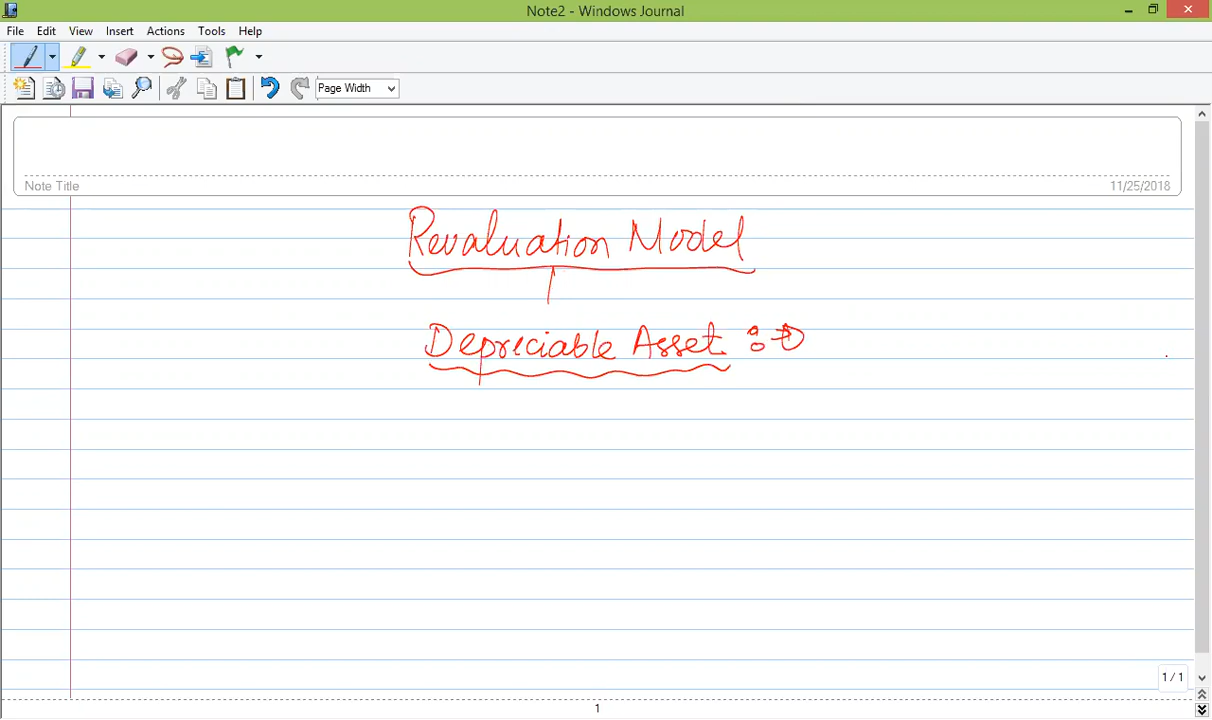 Note2 - Windows Journal
File Edit View Insert Actions Tools Help
Page Width
Note Title 11/25/2018
Revaluation Model
Depreciable Asset :
1 / 1
1